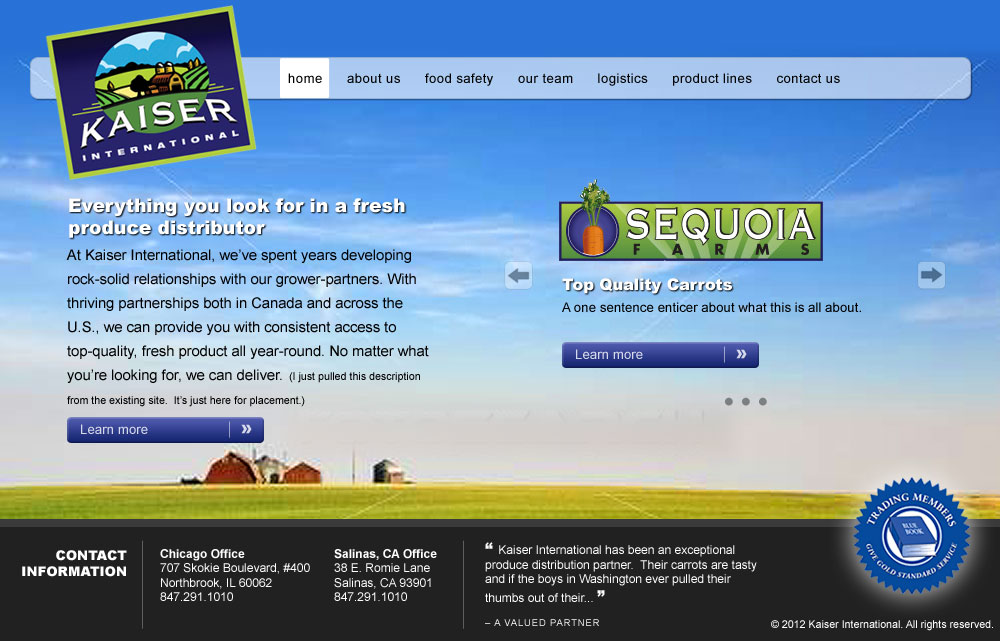 KAISER
INTERNATIONAL
home about us food safety our team logistics product lines contact us
Everything you look for in a fresh
produce distributor
At Kaiser International, we've spent years developing
rock-solid relationships with our grower-partners. With
thriving partnerships both in Canada and across the
U.S., we can provide you with consistent access to
top-quality, fresh product all year-round. No matter what
you're looking for, we can deliver. (I just pulled this description
from the existing site. It's just here for placement.)
Learn more »
SEQUOIA
FARMS
Top Quality Carrots
A one sentence enticer about what this is all about.
Learn more »
CONTACT
INFORMATION
Chicago Office
707 Skokie Boulevard, #400
Northbrook, IL 60062
847.291.1010
Salinas, CA Office
38 E. Romie Lane
Salinas, CA 93901
847.291.1010
❝ Kaiser International has been an exceptional
produce distribution partner. Their carrots are tasty
and if the boys in Washington ever pulled their
thumbs out of their... ❞
– A VALUED PARTNER
TRADING MEMBERS
BLUE
BOOK
GIVE GOLD STANDARD SERVICE
© 2012 Kaiser International. All rights reserved.